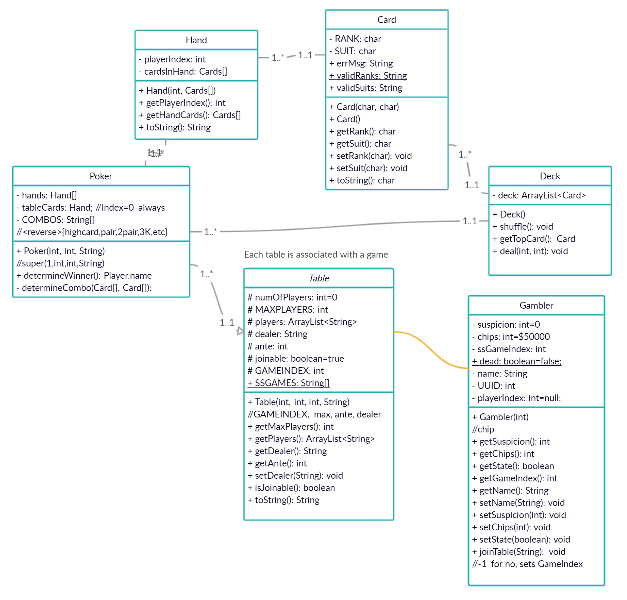 Hand
- playerIndex: int
- cardsInHand: Cards[]
+ Hand(int, Cards[])
+ getPlayerIndex(): int
+ getHandCards(): Cards[]
+ toString(): String
1..*
1..1
Card
- RANK: char
- SUIT: char
+ errMsg: String
+ validRanks: String
+ validSuits: String
+ Card(char, char)
+ Card()
+ getRank(): char
+ getSuit(): char
+ setRank(char): void
+ setSuit(char): void
+ toString(): char
1..*
1..1
Poker
- hands: Hand[]
- tableCards: Hand; //Index=0 always
- COMBOS: String[]
//<reverse>{highcard,pair,2pair,3K,etc}
+ Poker(int, int, String)
//super(1,int,int,String)
+ determineWinner(): Player.name
- determineCombo(Card[], Card[]):
1..*
1..1
Deck
- deck: ArrayList<Card>
+ Deck()
+ shuffle(): void
+ getTopCard(): Card
+ deal(int, int): void
1..*
1..1
Each table is associated with a game
Table
# numOfPlayers: int=0
# MAXPLAYERS: int
# players: ArrayList<String>
# dealer: String
# ante: int
# joinable: boolean=true
# GAMEINDEX: int
+ SSGAMES: String[]
+ Table(int, int, int, String)
//GAMEINDEX, max, ante, dealer
+ getMaxPlayers(): int
+ getPlayers(): ArrayList<String>
+ getDealer(): String
+ getAnte(): int
+ setDealer(String): void
+ isJoinable(): boolean
+ toString(): String
Gambler
- suspicion: int=0
- chips: int=$50000
- ssGameIndex: int
+ dead: boolean=false;
- name: String
- UUID: int
- playerIndex: int=null;
+ Gambler(int)
//chip
+ getSuspicion(): int
+ getChips(): int
+ getState(): boolean
+ getGameIndex(): int
+ getName(): String
+ setName(String): void
+ setSuspicion(int): void
+ setChips(int): void
+ setState(boolean): void
+ joinTable(String): void
//-1 for no, sets GameIndex